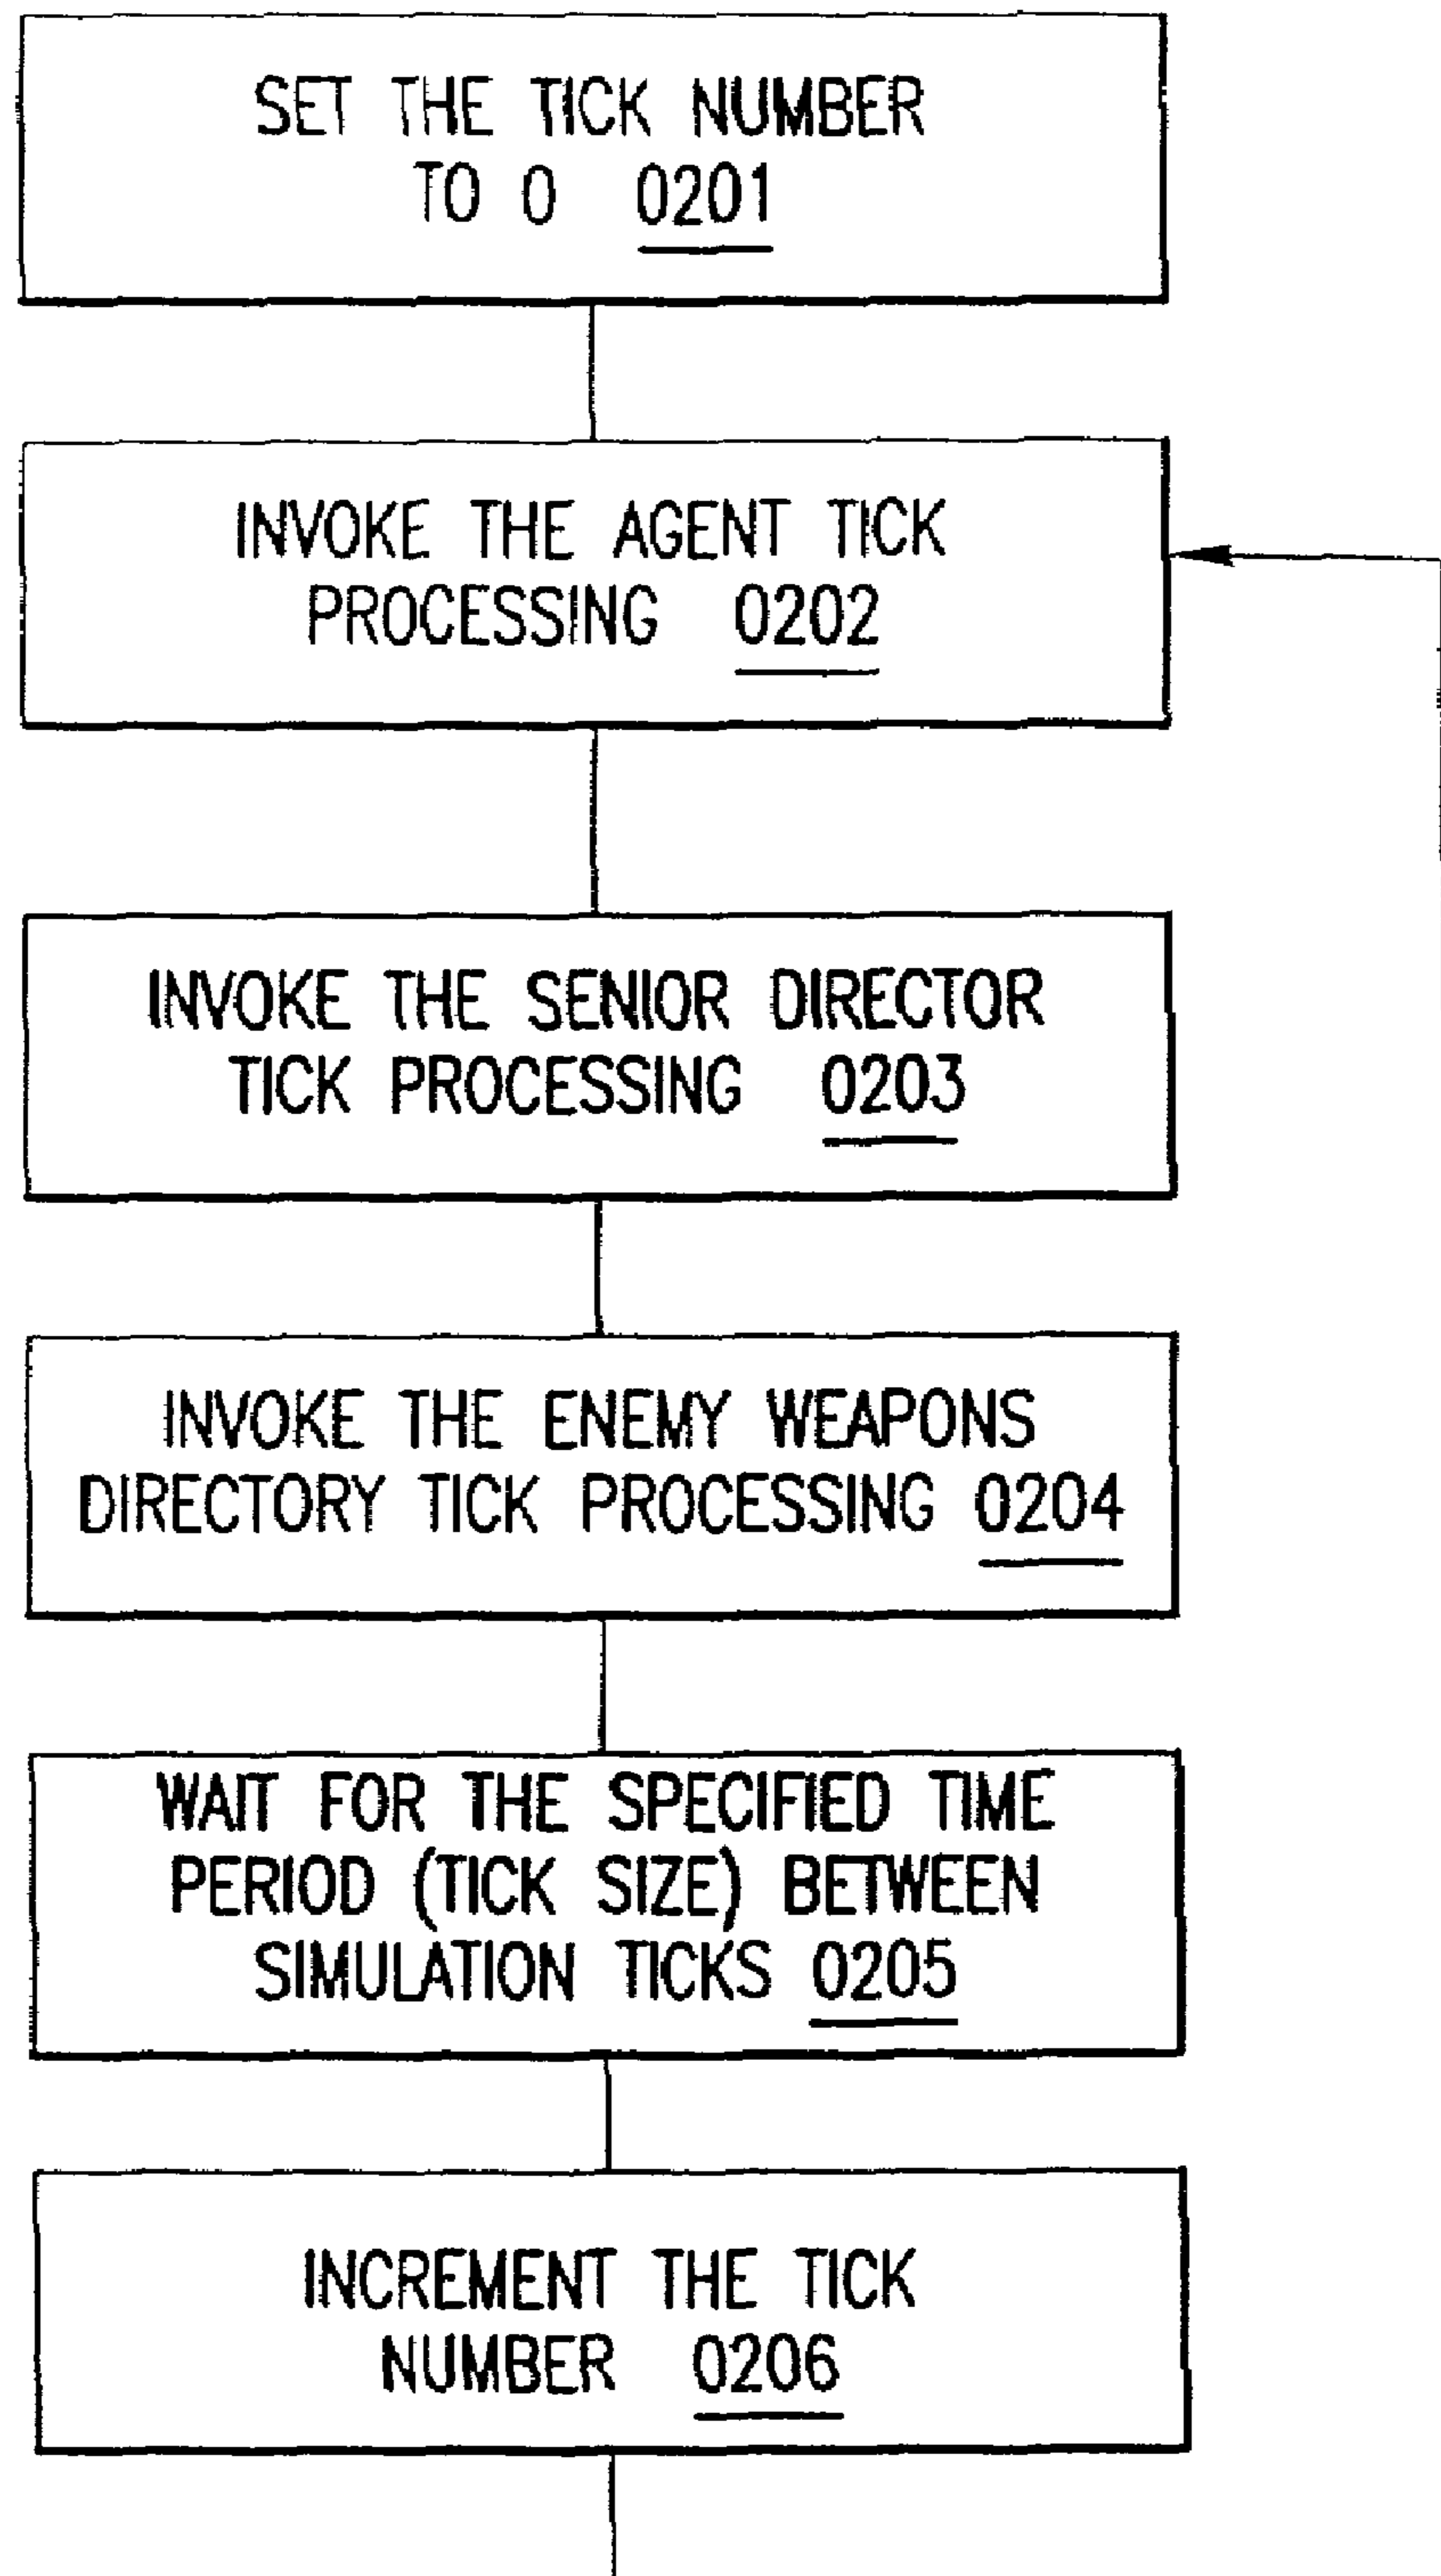 SET THE TICK NUMBER
TO 0 0201
INVOKE THE AGENT TICK
PROCESSING 0202
INVOKE THE SENIOR DIRECTOR
TICK PROCESSING 0203
INVOKE THE ENEMY WEAPONS
DIRECTORY TICK PROCESSING 0204
WAIT FOR THE SPECIFIED TIME
PERIOD (TICK SIZE) BETWEEN
SIMULATION TICKS 0205
INCREMENT THE TICK
NUMBER 0206